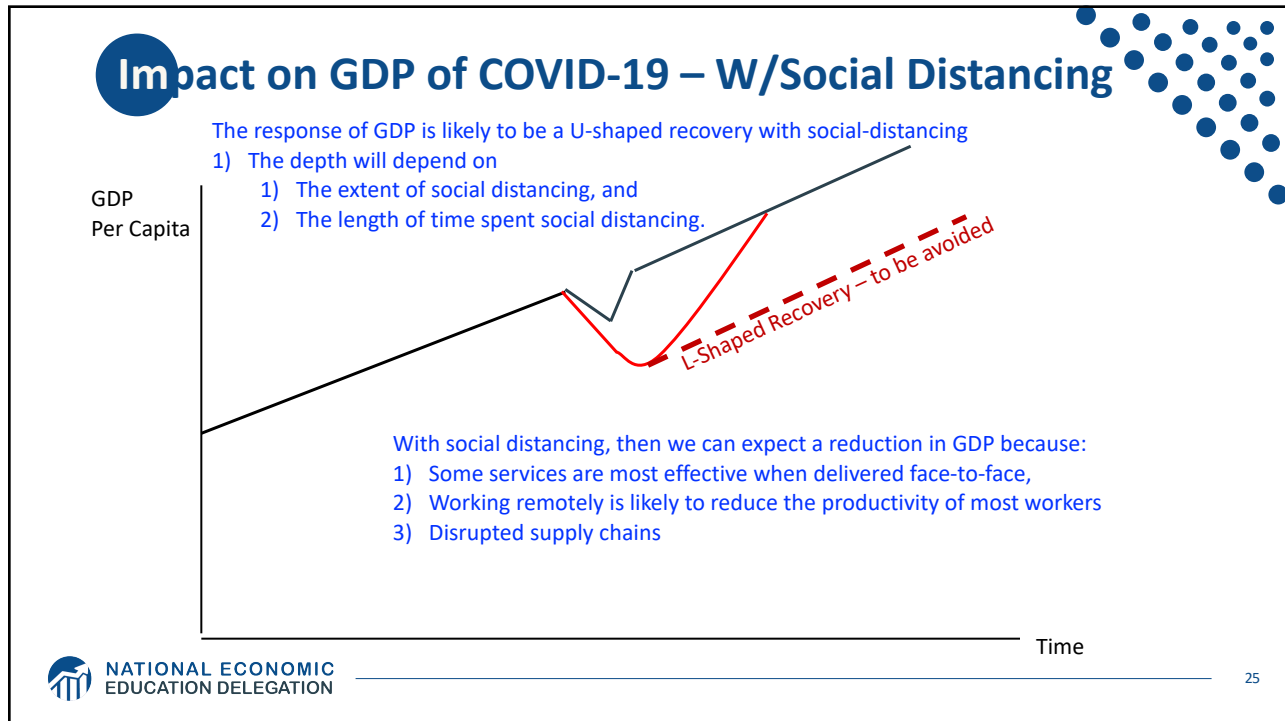 Impact on GDP of COVID-19 – W/Social Distancing
The response of GDP is likely to be a U-shaped recovery with social-distancing
1) The depth will depend on
1) The extent of social distancing, and
2) The length of time spent social distancing.
GDP
Per Capita
L-Shaped Recovery – to be avoided
With social distancing, then we can expect a reduction in GDP because:
1) Some services are most effective when delivered face-to-face,
2) Working remotely is likely to reduce the productivity of most workers
3) Disrupted supply chains
Time
NATIONAL ECONOMIC
EDUCATION DELEGATION
25